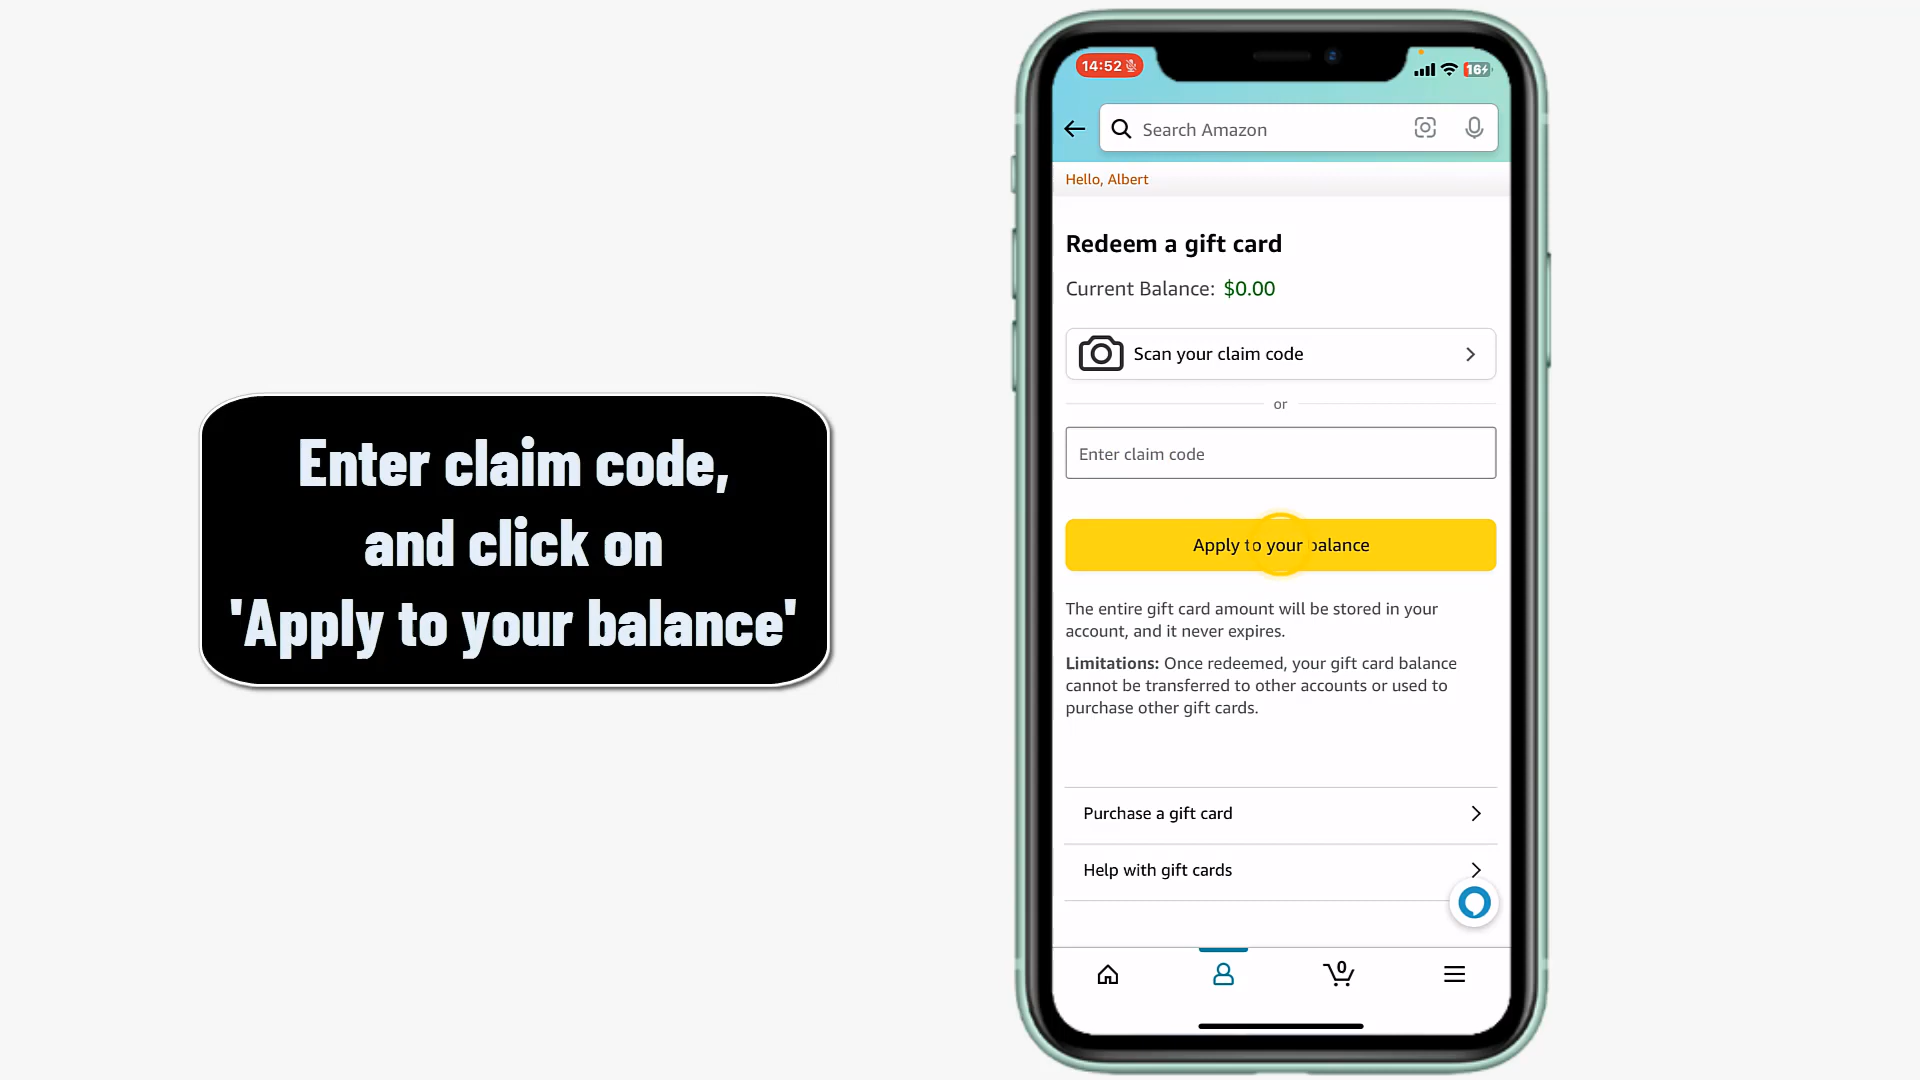 Enter claim code,
and click on
'Apply to your balance'
14:52
16
Search Amazon
Hello, Albert
Redeem a gift card
Current Balance: $0.00
Scan your claim code
or
Enter claim code
Apply to your balance
The entire gift card amount will be stored in your
account, and it never expires.
Limitations: Once redeemed, your gift card balance
cannot be transferred to other accounts or used to
purchase other gift cards.
Purchase a gift card
Help with gift cards
0